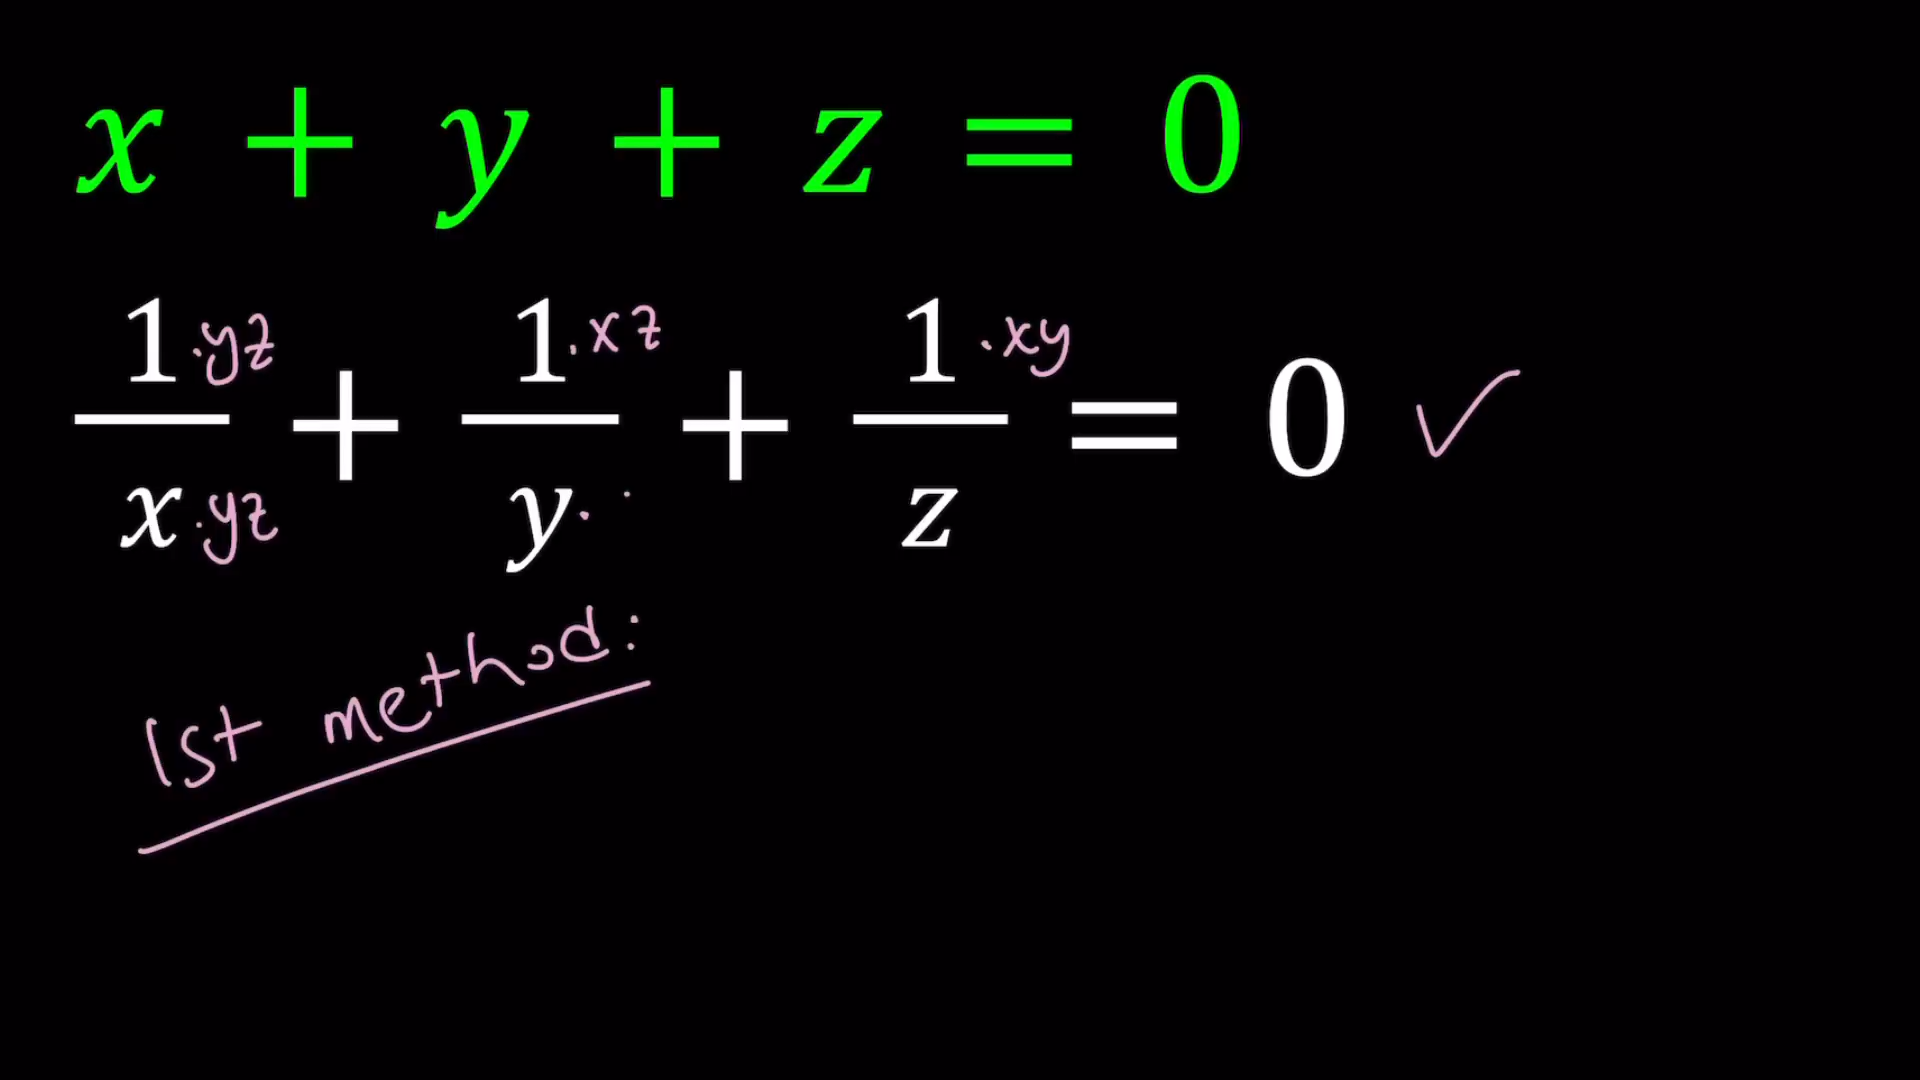 x + y + z = 0
1·yz/x·yz + 1·xz/y· + 1·xy/z = 0 ✓
1st method: